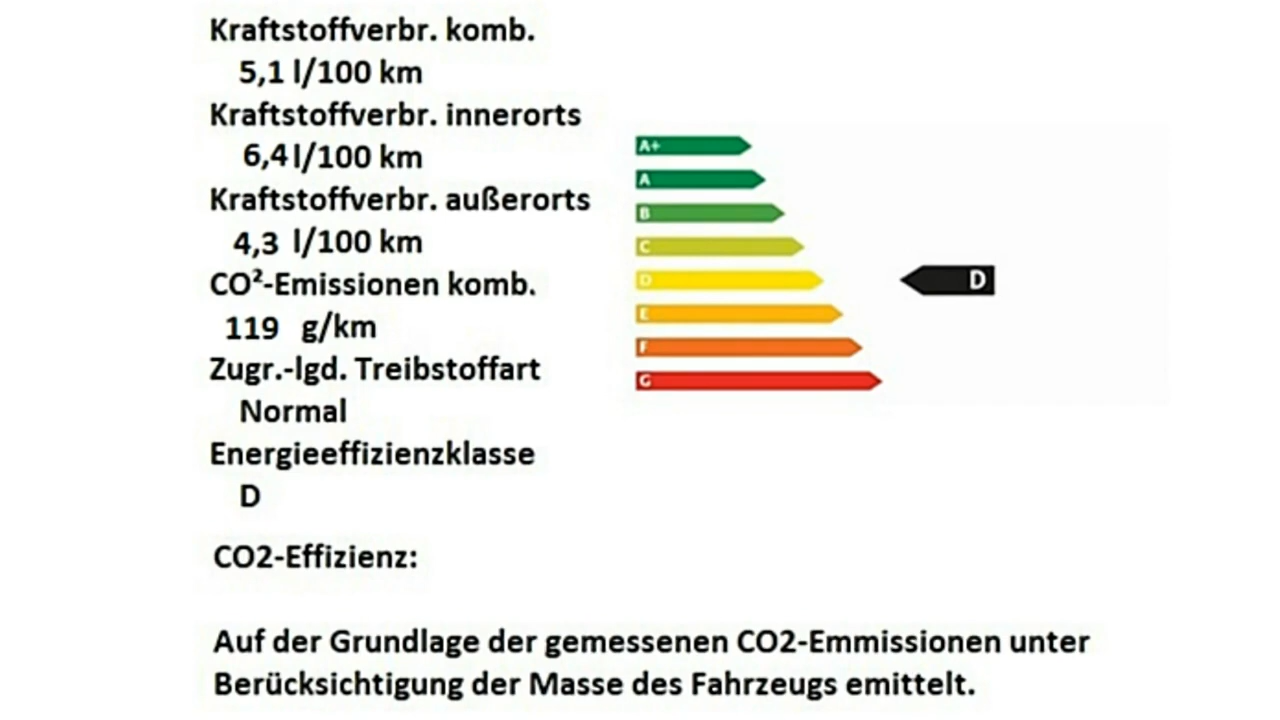 Kraftstoffverbr. komb.
5,1 l/100 km
Kraftstoffverbr. innerorts
6,4 l/100 km
Kraftstoffverbr. außerorts
4,3 l/100 km
CO²-Emissionen komb.
119 g/km
Zugr.-lgd. Treibstoffart
Normal
Energieeffizienzklasse
D
A+
A
B
C
D
D
E
F
G
CO2-Effizienz:
Auf der Grundlage der gemessenen CO2-Emmissionen unter
Berücksichtigung der Masse des Fahrzeugs emittelt.